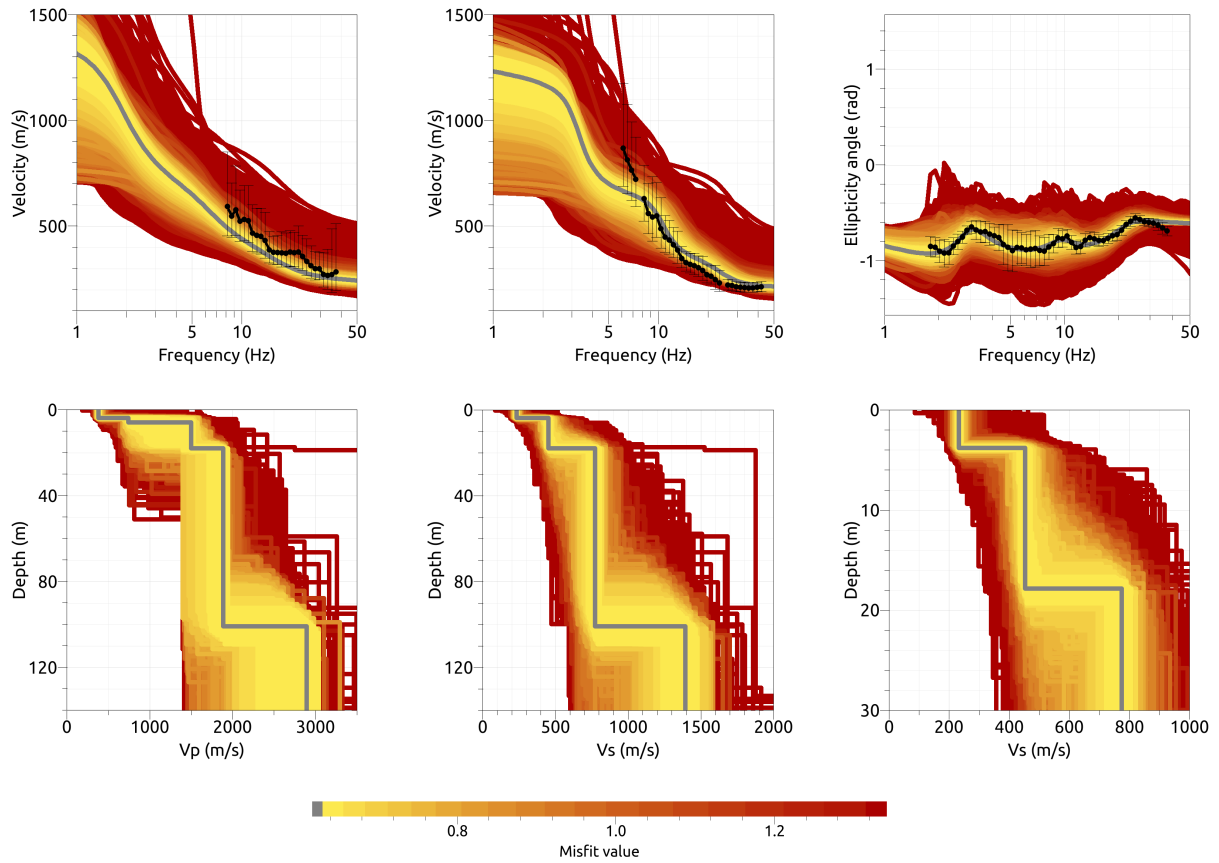 1500
1000
500
Velocity (m/s)
1 5 10 50
Frequency (Hz)
1500
1000
500
Velocity (m/s)
1 5 10 50
Frequency (Hz)
1
0
-1
Ellipticity angle (rad)
1 5 10 50
Frequency (Hz)
0
40
80
120
Depth (m)
0 1000 2000 3000
Vp (m/s)
0
40
80
120
Depth (m)
0 500 1000 1500 2000
Vs (m/s)
0
10
20
30
Depth (m)
0 200 400 600 800 1000
Vs (m/s)
0.8 1.0 1.2
Misfit value